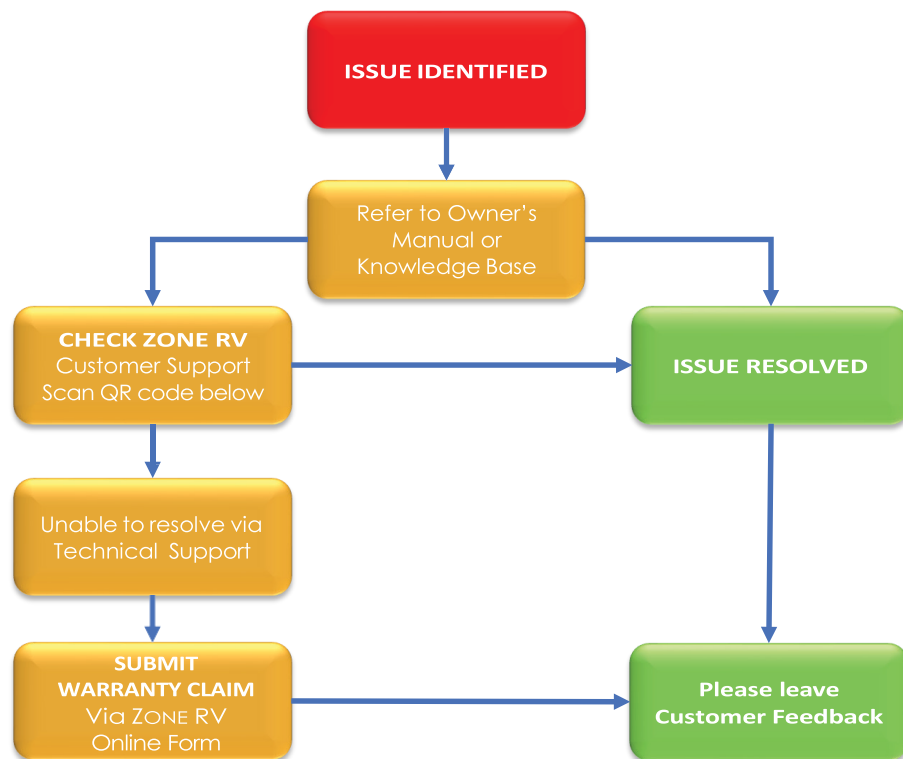 ISSUE IDENTIFIED
Refer to Owner's
Manual or
Knowledge Base
CHECK ZONE RV
Customer Support
Scan QR code below
ISSUE RESOLVED
Unable to resolve via
Technical Support
SUBMIT
WARRANTY CLAIM
Via ZONE RV
Online Form
Please leave
Customer Feedback